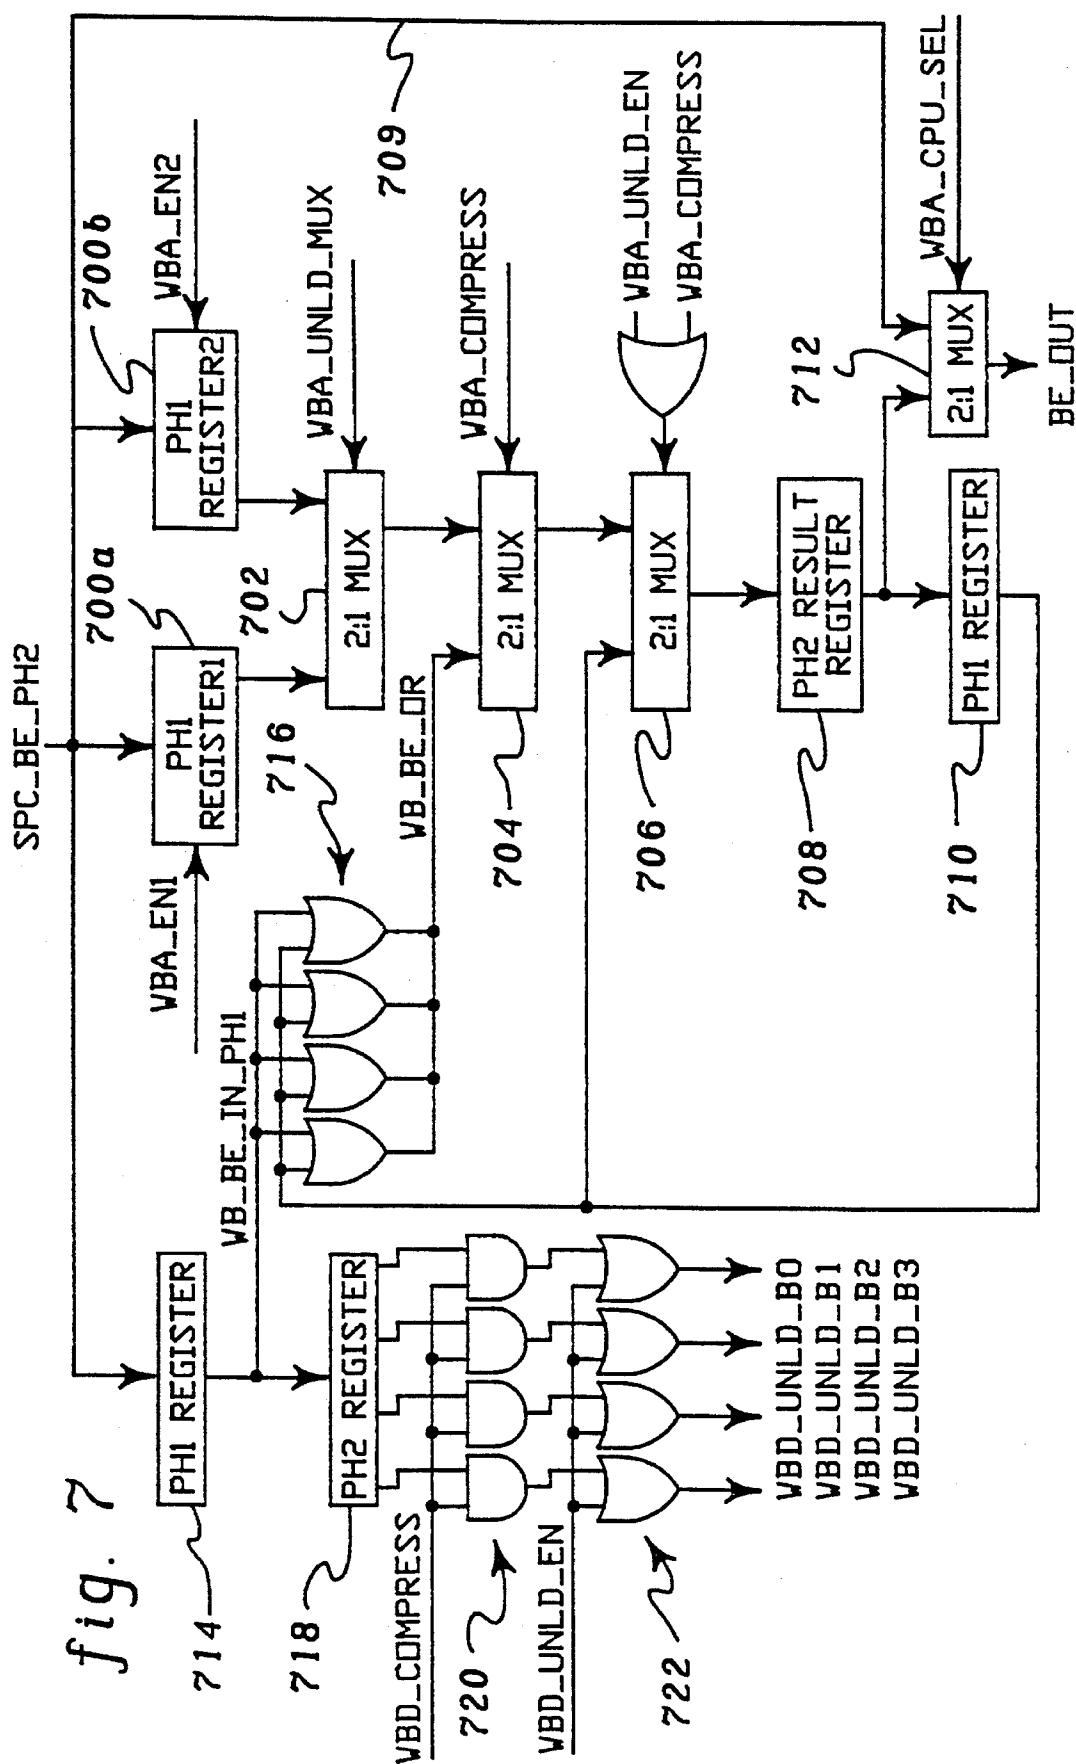 fig. 7
SPC_BE_PH2
WBA_EN1
PH1
REGISTER1
700a
PH1
REGISTER2
700b
WBA_EN2
709
714
PH1 REGISTER
WB_BE_IN_PH1
716
702
2:1 MUX
WBA_UNLD_MUX
718
PH2 REGISTER
WB_BE_OR
704
2:1 MUX
WBA_COMPRESS
WBD_COMPRESS
720
706
2:1 MUX
WBA_UNLD_EN
WBA_COMPRESS
WBD_UNLD_EN
722
708
PH2 RESULT
REGISTER
712
2:1 MUX
WBA_CPU_SEL
WBD_UNLD_B0
WBD_UNLD_B1
WBD_UNLD_B2
WBD_UNLD_B3
710
PH1 REGISTER
BE_OUT